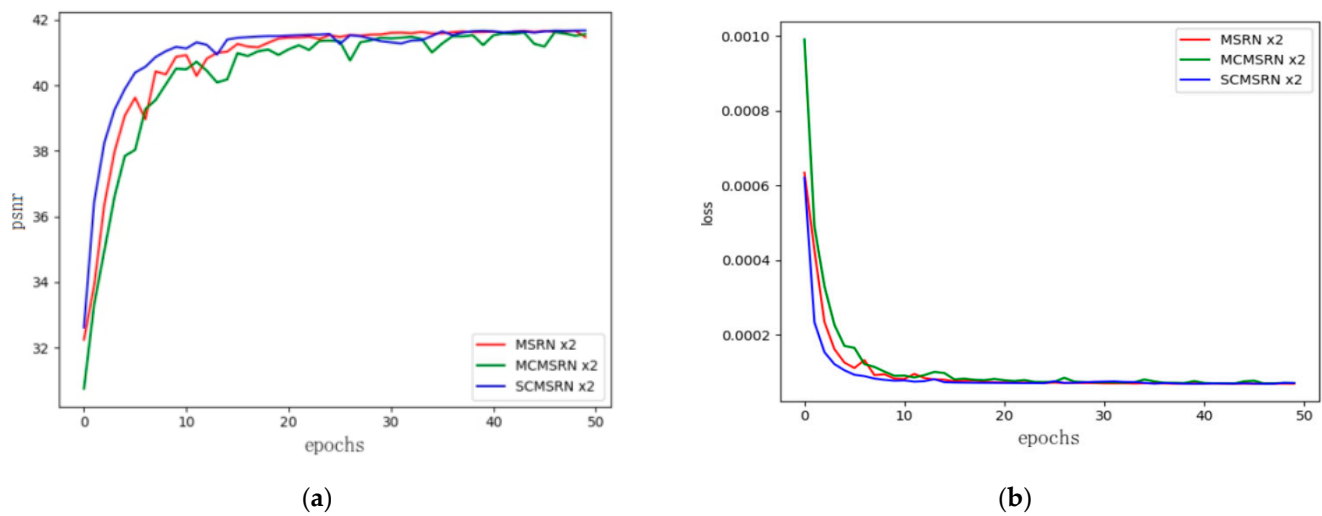 42
40
38
36
34
32
psnr
MSRN x2
MCMSRN x2
SCMSRN x2
0 10 20 30 40 50
epochs
(a)
0.0010
0.0008
0.0006
0.0004
0.0002
loss
MSRN x2
MCMSRN x2
SCMSRN x2
0 10 20 30 40 50
epochs
(b)